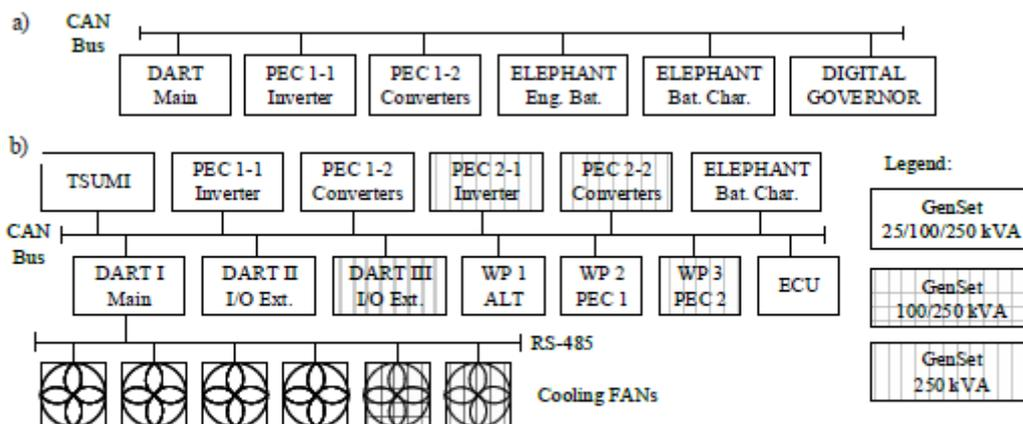 a)
CAN
Bus
DART
Main
PEC 1-1
Inverter
PEC 1-2
Converters
ELEPHANT
Eng. Bat.
ELEPHANT
Bat. Char.
DIGITAL
GOVERNOR
b)
TSUMI
PEC 1-1
Inverter
PEC 1-2
Converters
PEC 2-1
Inverter
PEC 2-2
Converters
ELEPHANT
Bat. Char.
CAN
Bus
DART I
Main
DART II
I/O Ext.
DART III
I/O Ext.
WP 1
ALT
WP 2
PEC 1
WP 3
PEC 2
ECU
RS-485
Cooling FANs
Legend:
GenSet
25/100/250 kVA
GenSet
100/250 kVA
GenSet
250 kVA